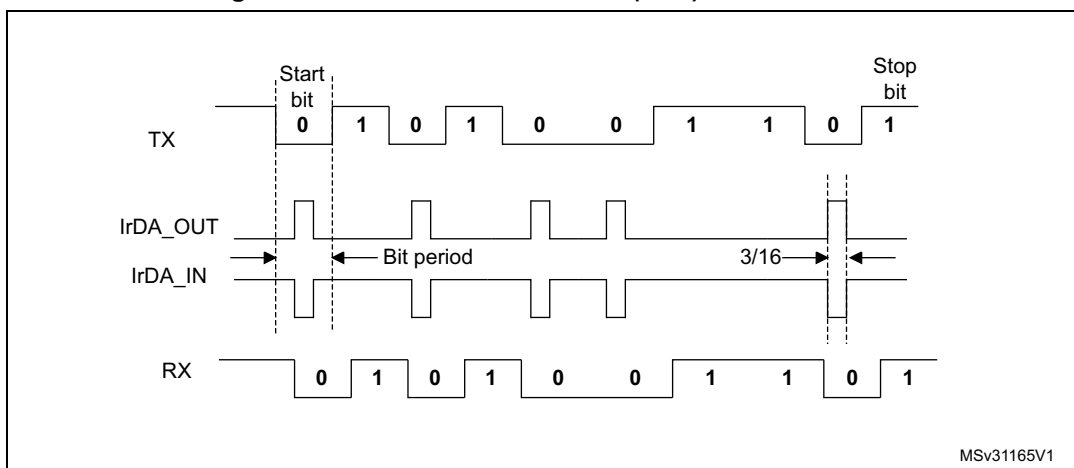 Start
bit
Stop
bit
TX
0 1 0 1 0 0 1 1 0 1
IrDA_OUT
Bit period
3/16
IrDA_IN
RX
0 1 0 1 0 0 1 1 0 1
MSv31165V1